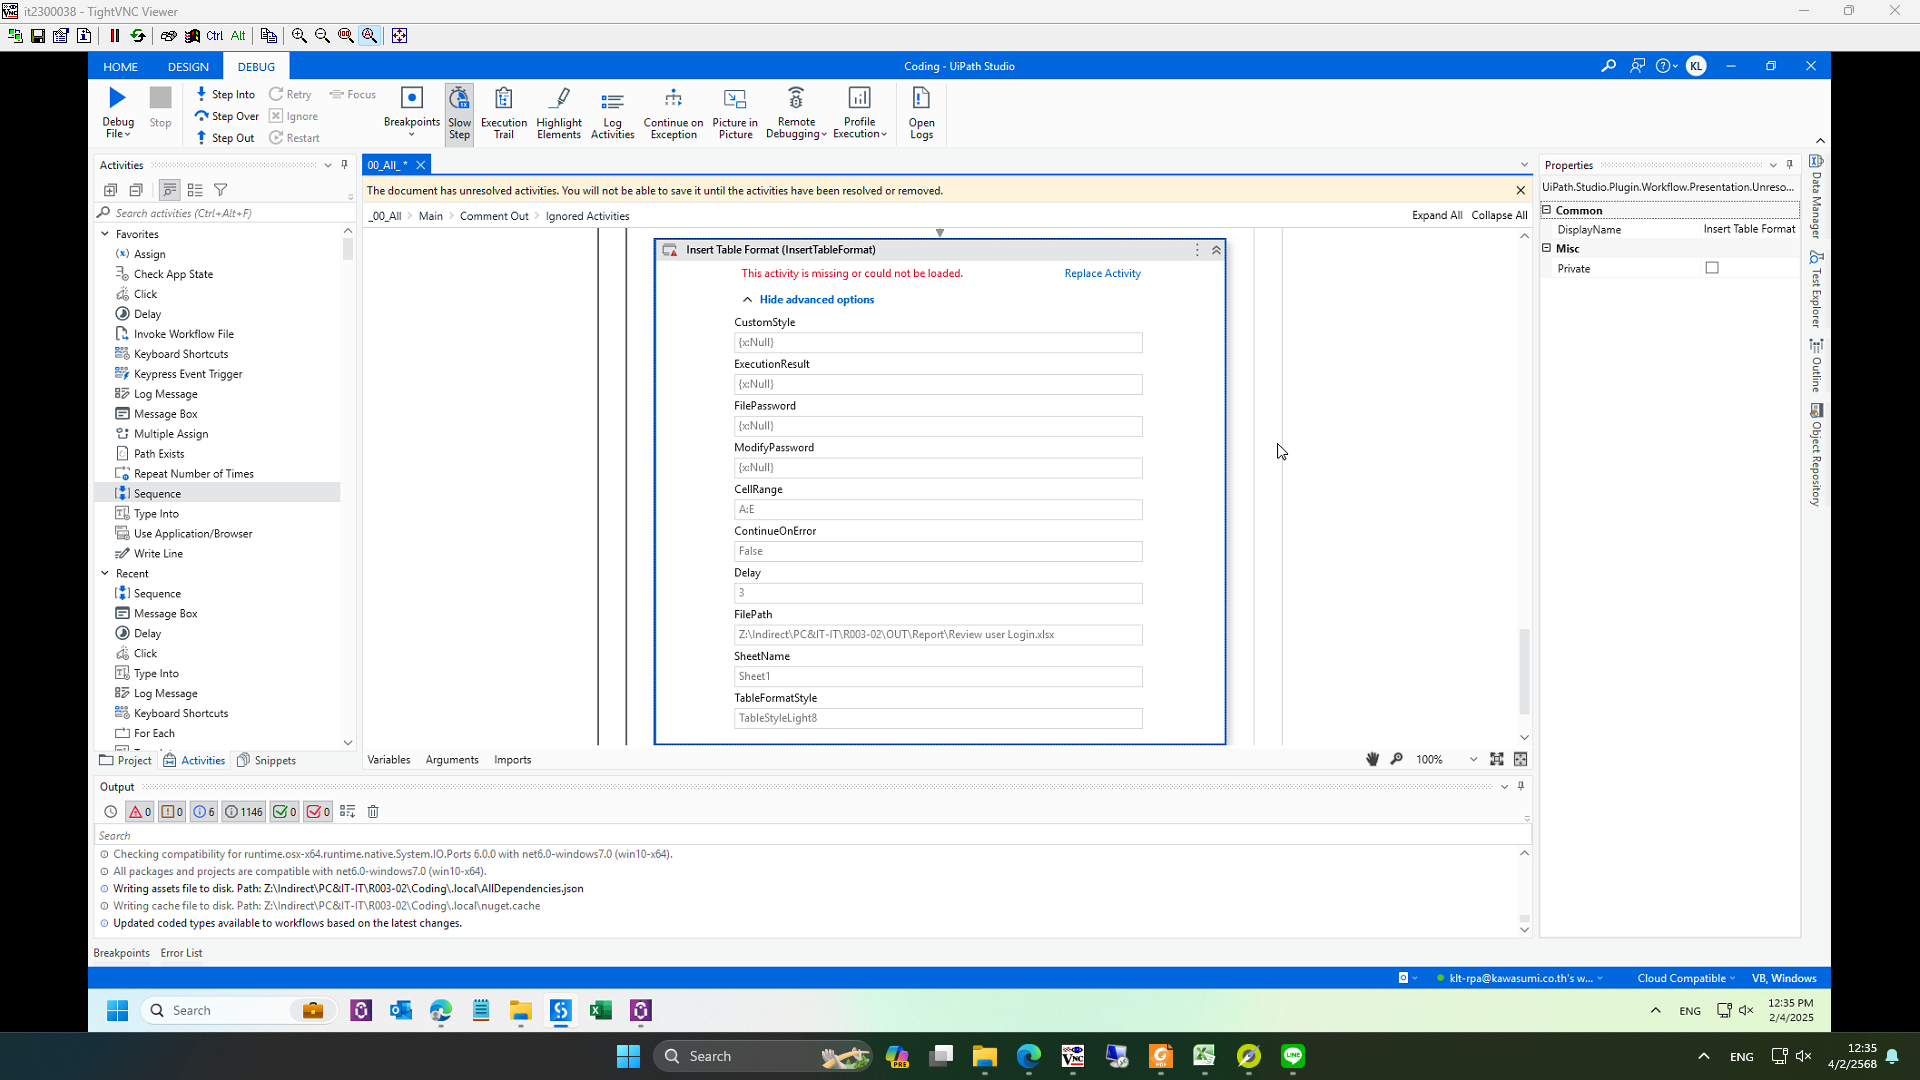 it2300038 - TightVNC Viewer
Ctrl Alt
HOME DESIGN DEBUG
Coding - UiPath Studio
KL
Debug File
Stop
Step Into
Step Over
Step Out
Retry
Ignore
Restart
Focus
Breakpoints
Slow Step
Execution Trail
Highlight Elements
Log Activities
Continue on Exception
Picture in Picture
Remote Debugging
Profile Execution
Open Logs
Activities
Search activities (Ctrl+Alt+F)
Favorites
Assign
Check App State
Click
Delay
Invoke Workflow File
Keyboard Shortcuts
Keypress Event Trigger
Log Message
Message Box
Multiple Assign
Path Exists
Repeat Number of Times
Sequence
Type Into
Use Application/Browser
Write Line
Recent
Sequence
Message Box
Delay
Click
Type Into
Log Message
Keyboard Shortcuts
For Each
Project Activities Snippets
00_All_ *
The document has unresolved activities. You will not be able to save it until the activities have been resolved or removed.
_00_All > Main > Comment Out > Ignored Activities
Expand All Collapse All
Insert Table Format (InsertTableFormat)
This activity is missing or could not be loaded.
Replace Activity
Hide advanced options
CustomStyle
{x:Null}
ExecutionResult
{x:Null}
FilePassword
{x:Null}
ModifyPassword
{x:Null}
CellRange
A:E
ContinueOnError
False
Delay
3
FilePath
Z:\Indirect\PC&IT-IT\R003-02\OUT\Report\Review user Login.xlsx
SheetName
Sheet1
TableFormatStyle
TableStyleLight8
Variables Arguments Imports
100%
Properties
UiPath.Studio.Plugin.Workflow.Presentation.Unreso...
Common
DisplayName Insert Table Format
Misc
Private
Data Manager
Test Explorer
Outline
Object Repository
Output
0 0 6 1146 0 0
Search
Checking compatibility for runtime.osx-x64.runtime.native.System.IO.Ports 6.0.0 with net6.0-windows7.0 (win10-x64).
All packages and projects are compatible with net6.0-windows7.0 (win10-x64).
Writing assets file to disk. Path: Z:\Indirect\PC&IT-IT\R003-02\Coding\.local\AllDependencies.json
Writing cache file to disk. Path: Z:\Indirect\PC&IT-IT\R003-02\Coding\.local\nuget.cache
Updated coded types available to workflows based on the latest changes.
Breakpoints Error List
klt-rpa@kawasumi.co.th's w...
Cloud Compatible
VB, Windows
Search
ENG
12:35 PM
2/4/2025
Search
PRE
VNC
LINE
ENG
12:35
4/2/2568